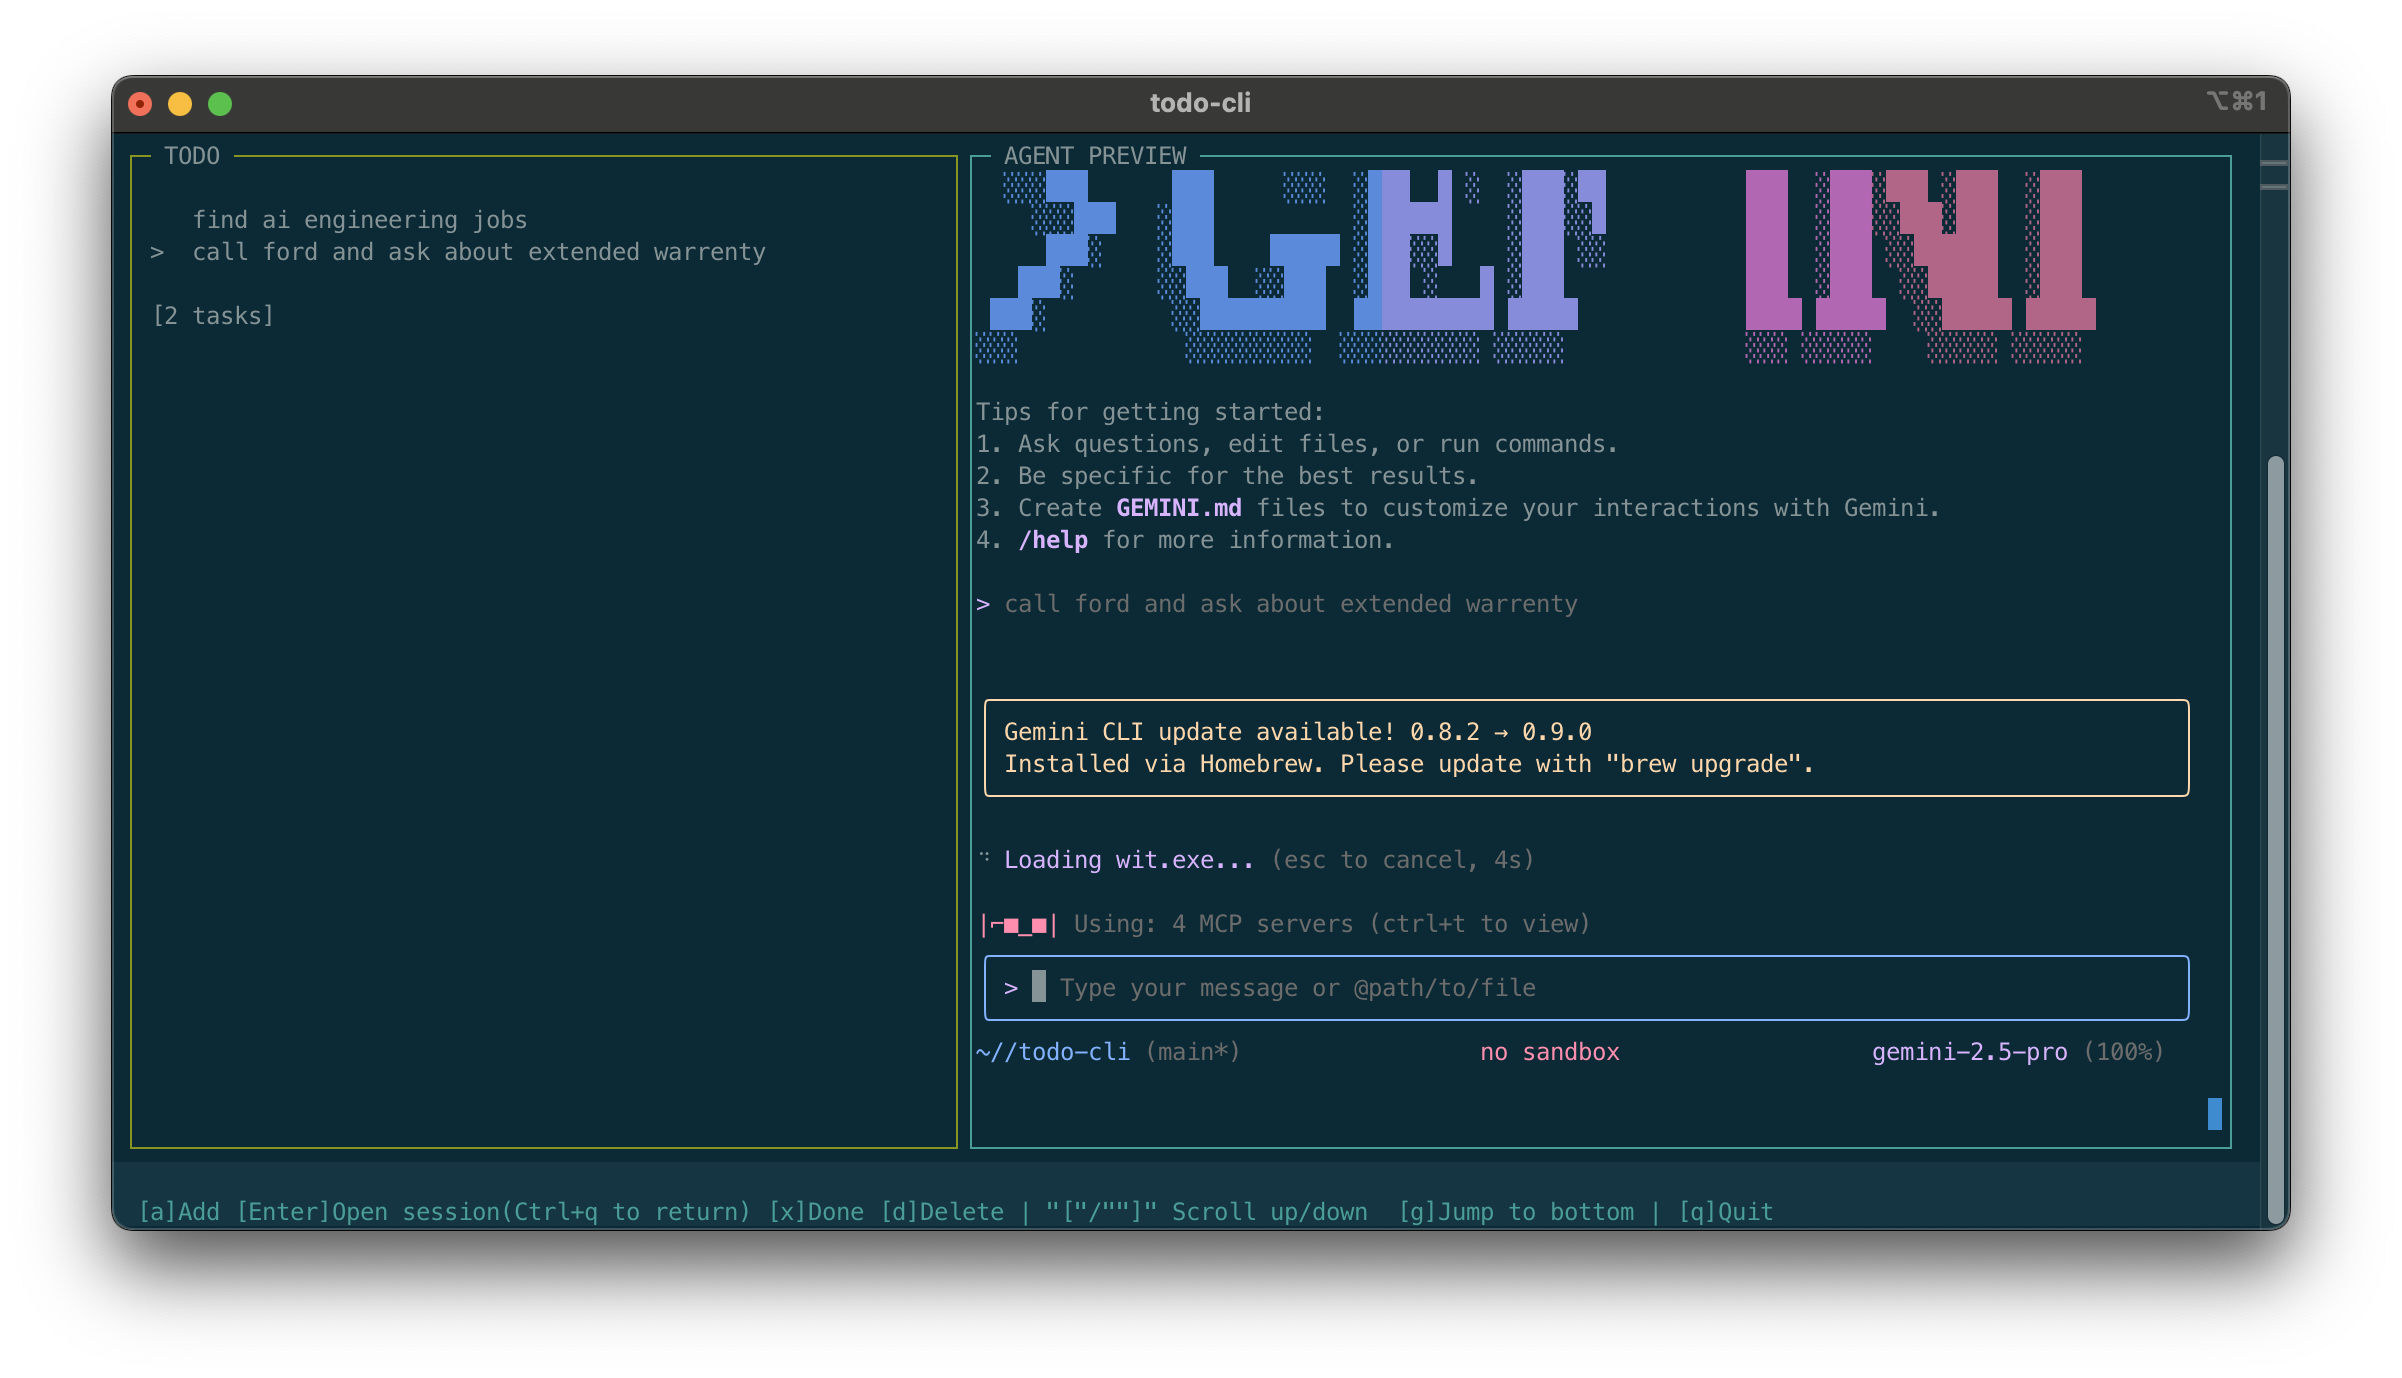 todo-cli
⌥⌘1
TODO
find ai engineering jobs
> call ford and ask about extended warrenty
[2 tasks]
AGENT PREVIEW
Tips for getting started:
1. Ask questions, edit files, or run commands.
2. Be specific for the best results.
3. Create GEMINI.md files to customize your interactions with Gemini.
4. /help for more information.
> call ford and ask about extended warrenty
Gemini CLI update available! 0.8.2 → 0.9.0
Installed via Homebrew. Please update with "brew upgrade".
⠙ Loading wit.exe... (esc to cancel, 4s)
|⌐■_■| Using: 4 MCP servers (ctrl+t to view)
> Type your message or @path/to/file
~//todo-cli (main*) no sandbox gemini-2.5-pro (100%)
[a]Add [Enter]Open session(Ctrl+q to return) [x]Done [d]Delete | "["/""]" Scroll up/down [g]Jump to bottom | [q]Quit